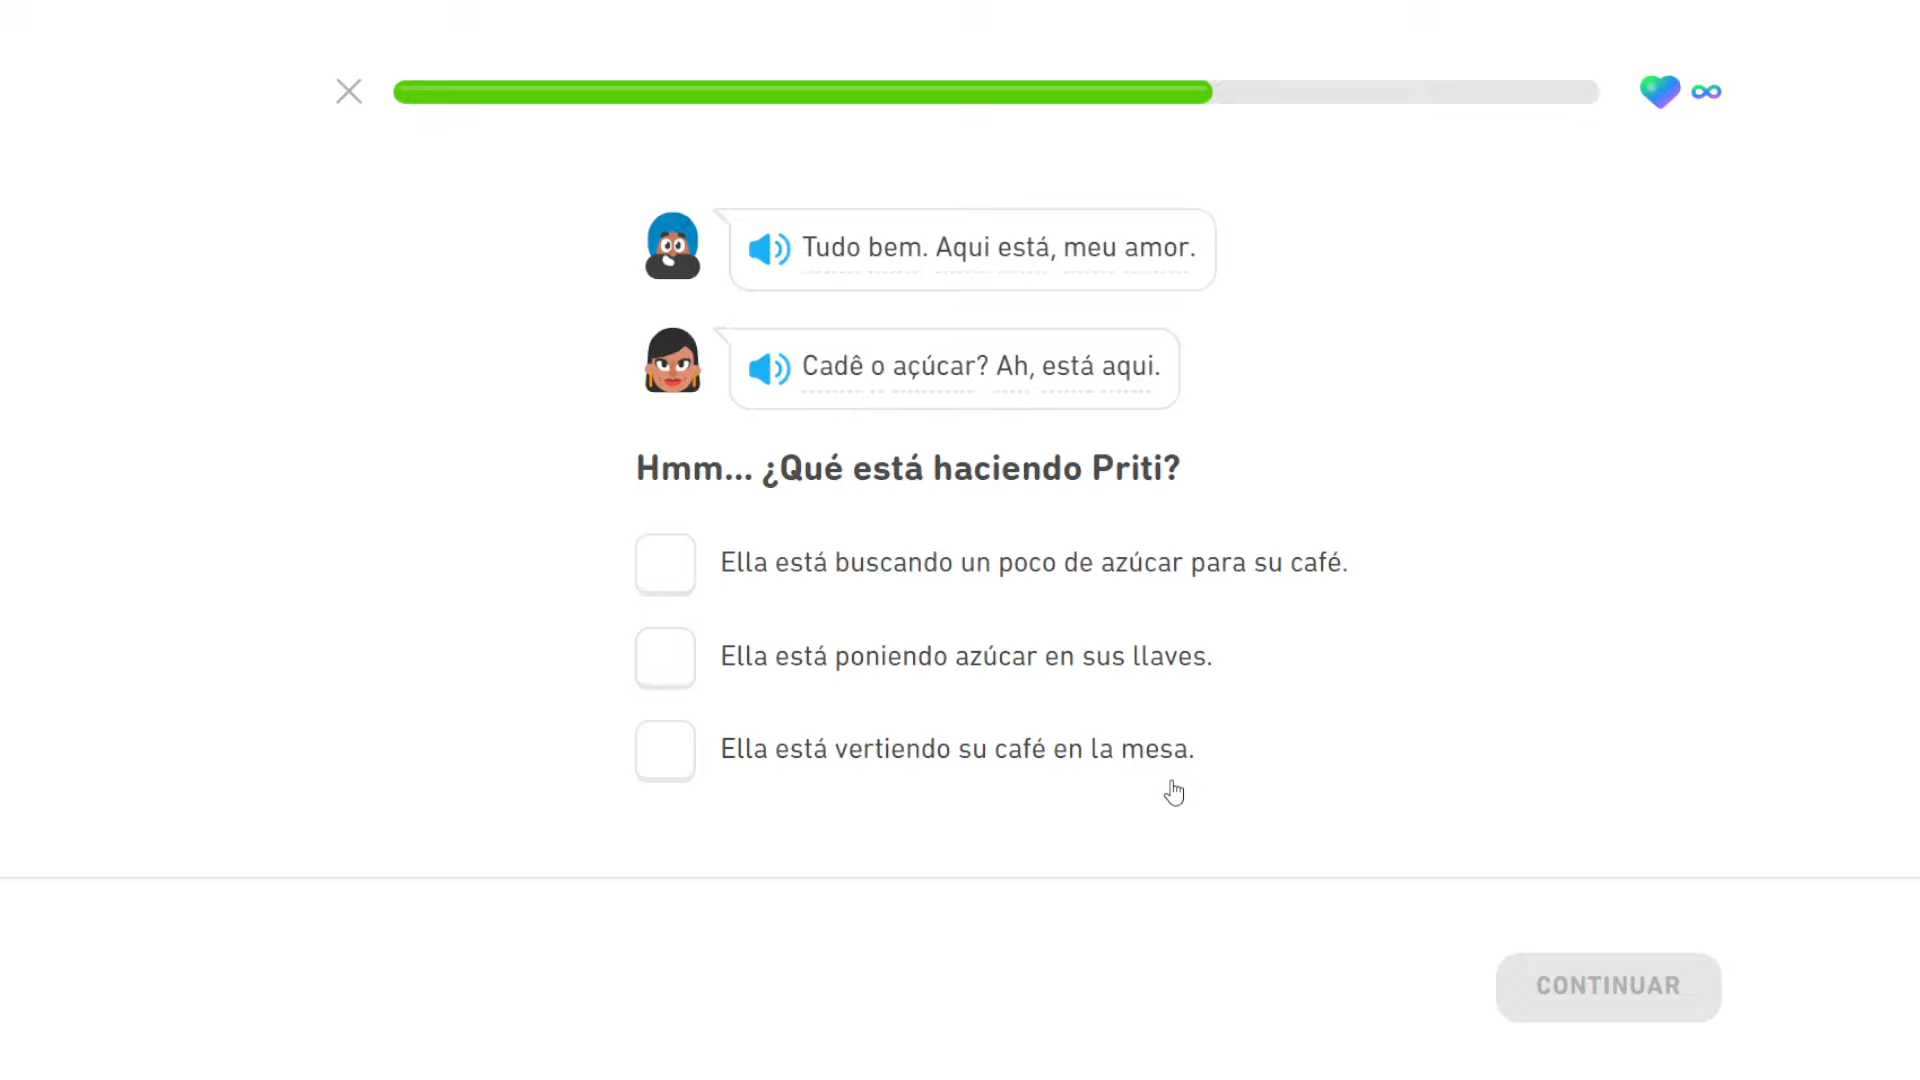 Tudo bem. Aqui está, meu amor.
Cadê o açúcar? Ah, está aqui.
Hmm... ¿Qué está haciendo Priti?
Ella está buscando un poco de azúcar para su café.
Ella está poniendo azúcar en sus llaves.
Ella está vertiendo su café en la mesa.
CONTINUAR